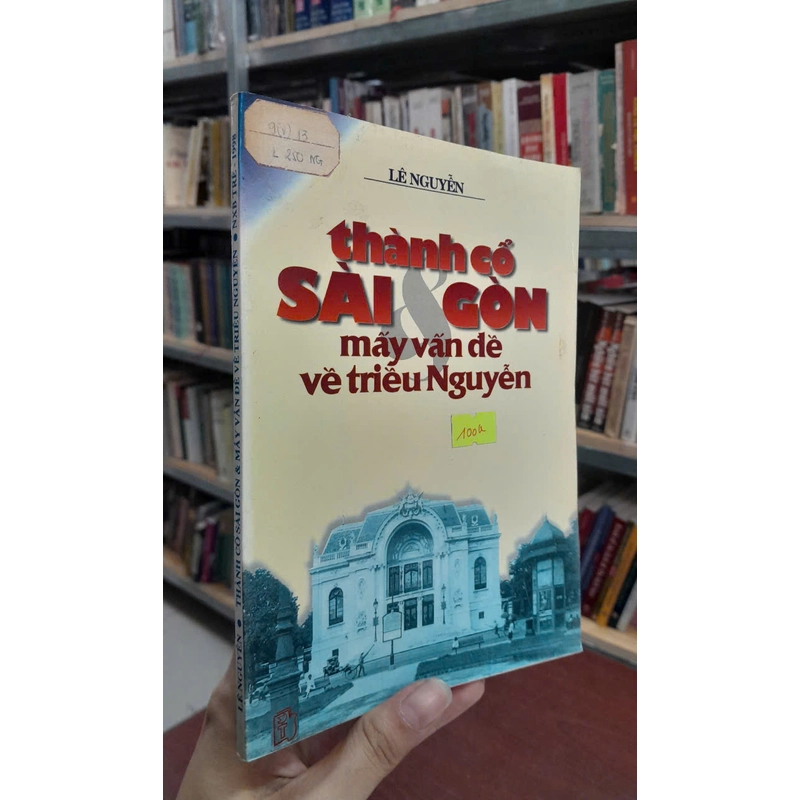 9(V) 13
L 250 NG
LÊ NGUYỄN
thành cổ
SÀI & GÒN
mấy vấn đề
về triều Nguyễn
100k
LÊ NGUYỄN • THÀNH CỔ SÀI GÒN & MẤY VẤN ĐỀ VỀ TRIỀU NGUYỄN • NXB TRẺ - 1998